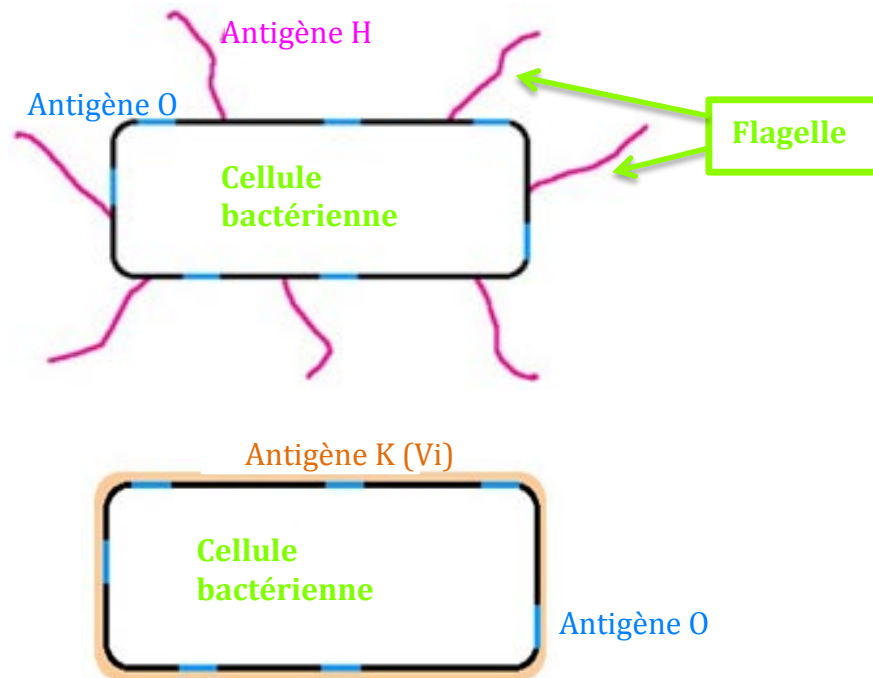 Antigène H
Antigène O
Flagelle
Cellule
bactérienne
Antigène K (Vi)
Cellule
bactérienne
Antigène O